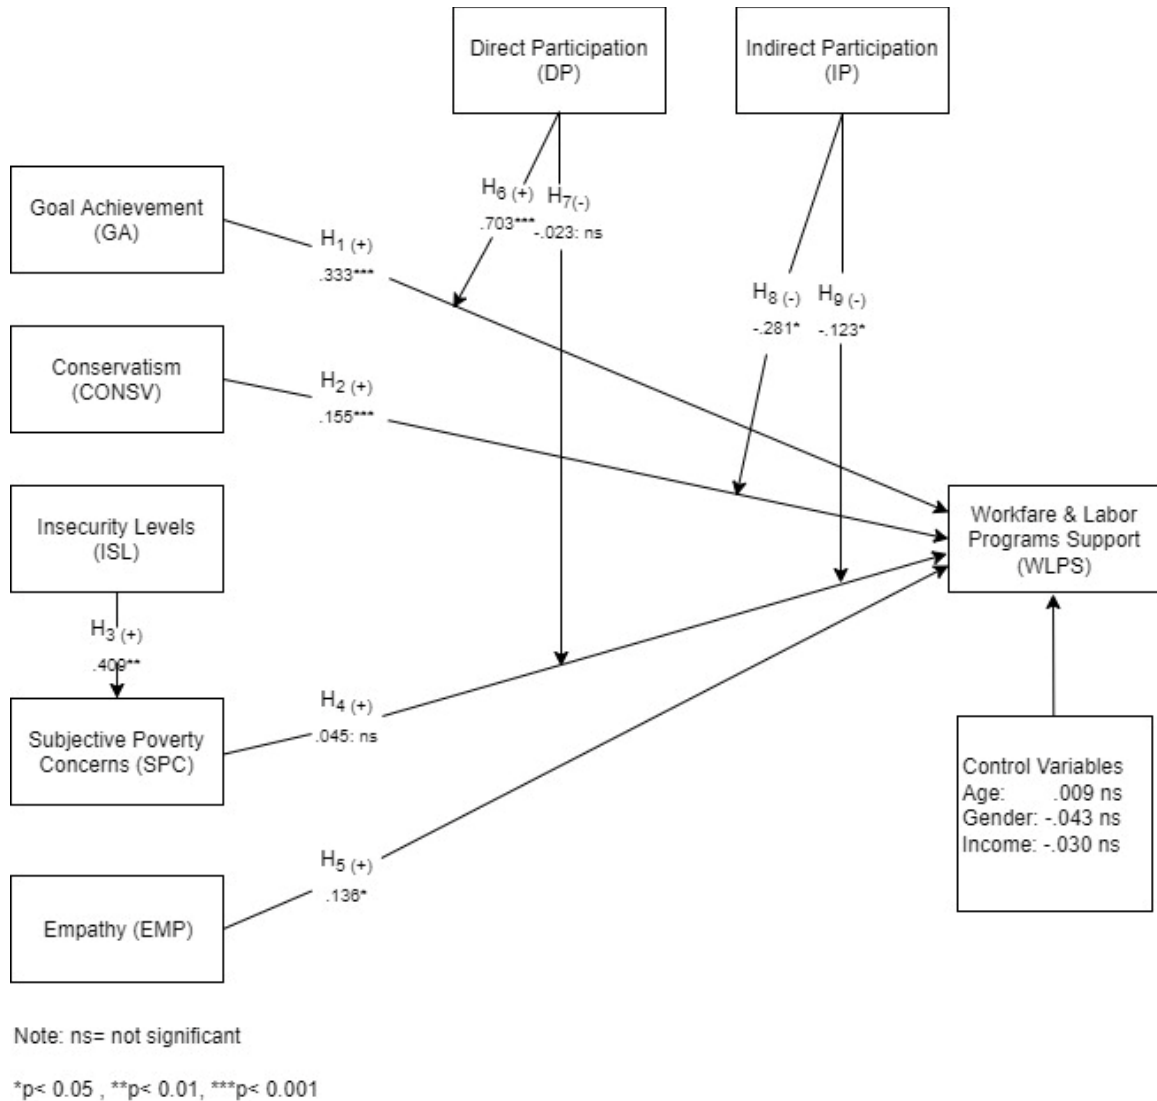 Direct Participation
(DP)
Indirect Participation
(IP)
Goal Achievement
(GA)
H6 (+)
.703***
H7(-)
-.023: ns
H1 (+)
.333***
H8 (-)
-.281*
H9 (-)
-.123*
Conservatism
(CONSV)
H2 (+)
.155***
Insecurity Levels
(ISL)
Workfare & Labor
Programs Support
(WLPS)
H3 (+)
.409**
Subjective Poverty
Concerns (SPC)
H4 (+)
.045: ns
Control Variables
Age: .009 ns
Gender: -.043 ns
Income: -.030 ns
H5 (+)
.136*
Empathy (EMP)
Note: ns= not significant
*p< 0.05 , **p< 0.01, ***p< 0.001